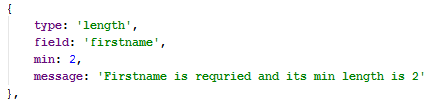 {
type: 'length',
field: 'firstname',
min: 2,
message: 'Firstname is requried and its min length is 2'
},